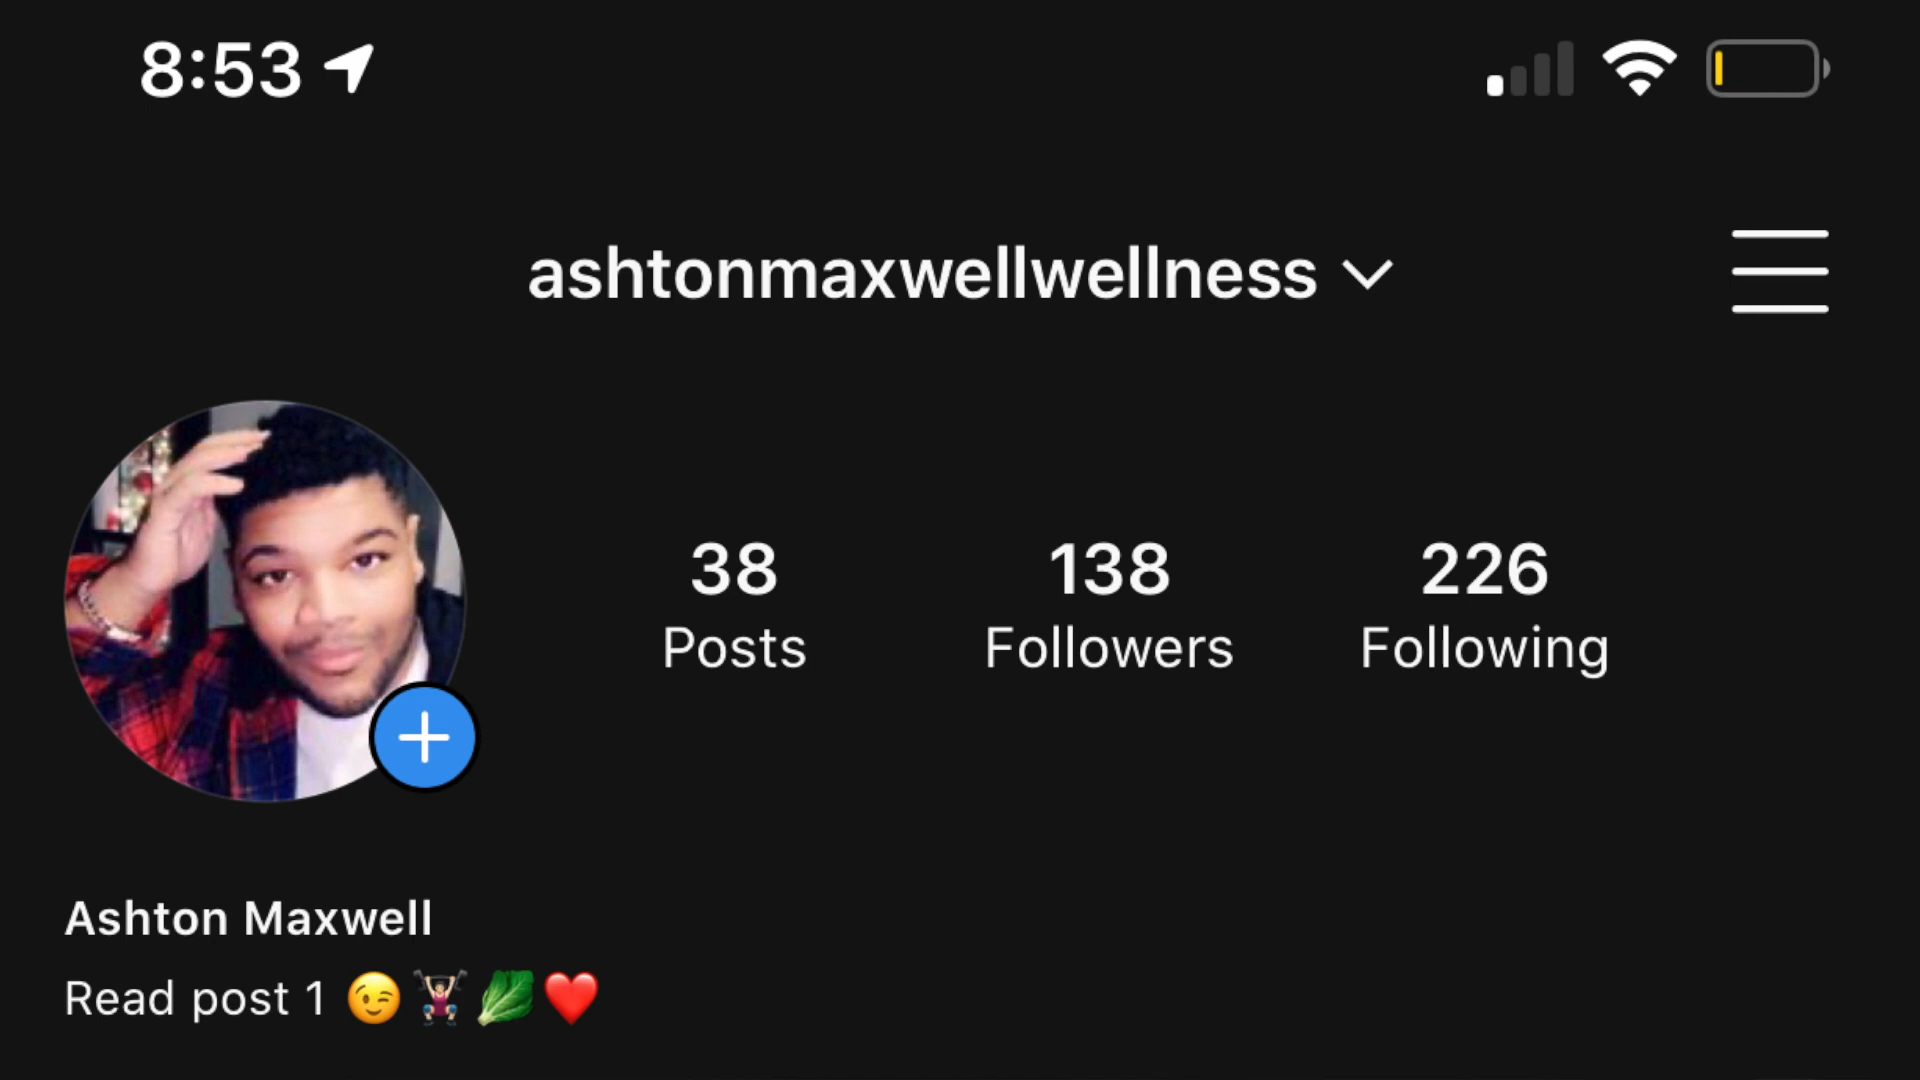 8:53
ashtonmaxwellwellness
38 138 226
Posts Followers Following
Ashton Maxwell
Read post 1 😉🏋🏻‍♀️🥬❤️